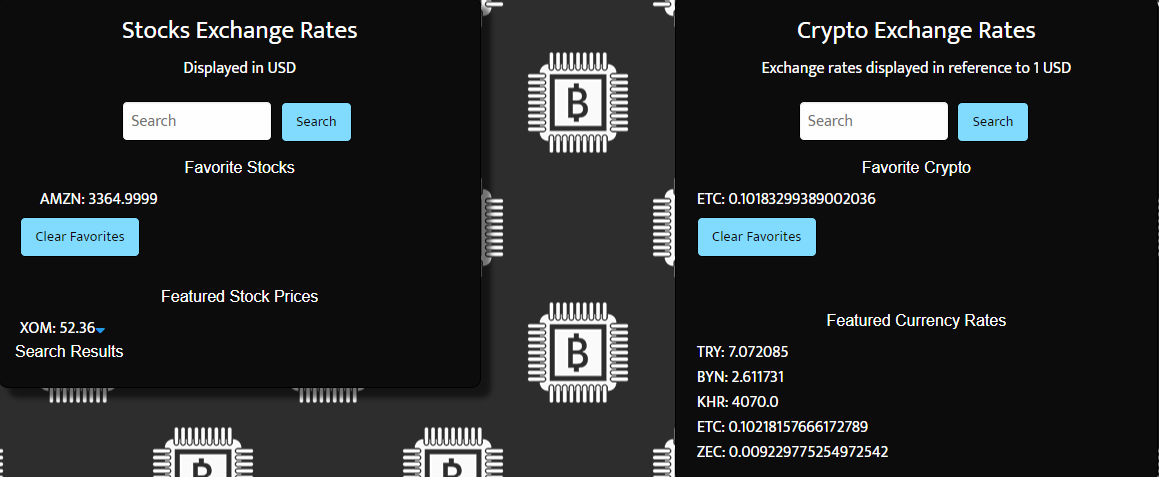 Stocks Exchange Rates
Displayed in USD
Search Search
Favorite Stocks
AMZN: 3364.9999
Clear Favorites
Featured Stock Prices
XOM: 52.36
Search Results
Crypto Exchange Rates
Exchange rates displayed in reference to 1 USD
Search Search
Favorite Crypto
ETC: 0.10183299389002036
Clear Favorites
Featured Currency Rates
TRY: 7.072085
BYN: 2.611731
KHR: 4070.0
ETC: 0.10218157666172789
ZEC: 0.009229775254972542